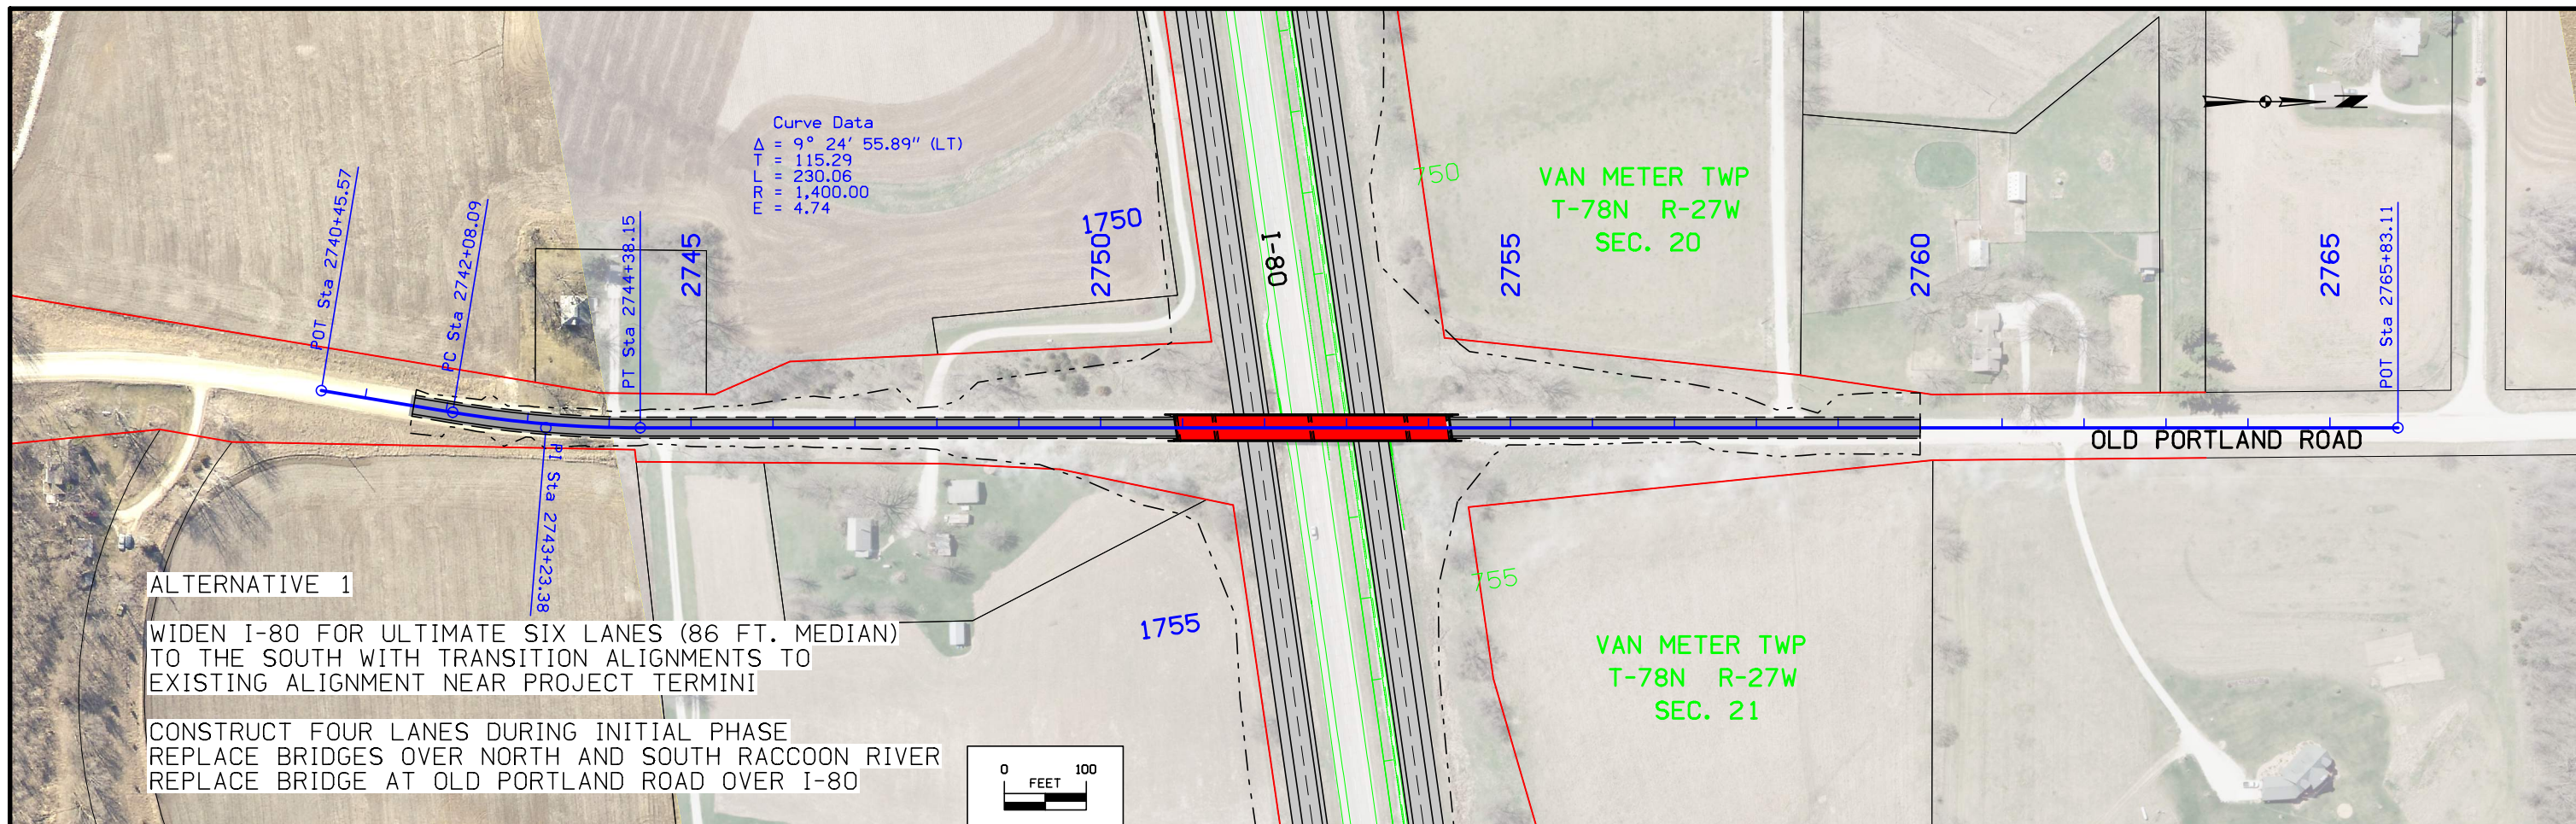 Curve Data
Δ = 9° 24' 55.89" (LT)
T = 115.29
L = 230.06
R = 1,400.00
E = 4.74
POT Sta 2740+45.57
PC Sta 2742+08.09
PT Sta 2744+38.15
PI Sta 2743+23.38
2745
1750
2750
I-80
750
2755
VAN METER TWP
T-78N R-27W
SEC. 20
2760
2765
POT Sta 2765+83.11
N
OLD PORTLAND ROAD
ALTERNATIVE 1
WIDEN I-80 FOR ULTIMATE SIX LANES (86 FT. MEDIAN)
TO THE SOUTH WITH TRANSITION ALIGNMENTS TO
EXISTING ALIGNMENT NEAR PROJECT TERMINI
CONSTRUCT FOUR LANES DURING INITIAL PHASE
REPLACE BRIDGES OVER NORTH AND SOUTH RACCOON RIVER
REPLACE BRIDGE AT OLD PORTLAND ROAD OVER I-80
0 100
FEET
1755
755
VAN METER TWP
T-78N R-27W
SEC. 21